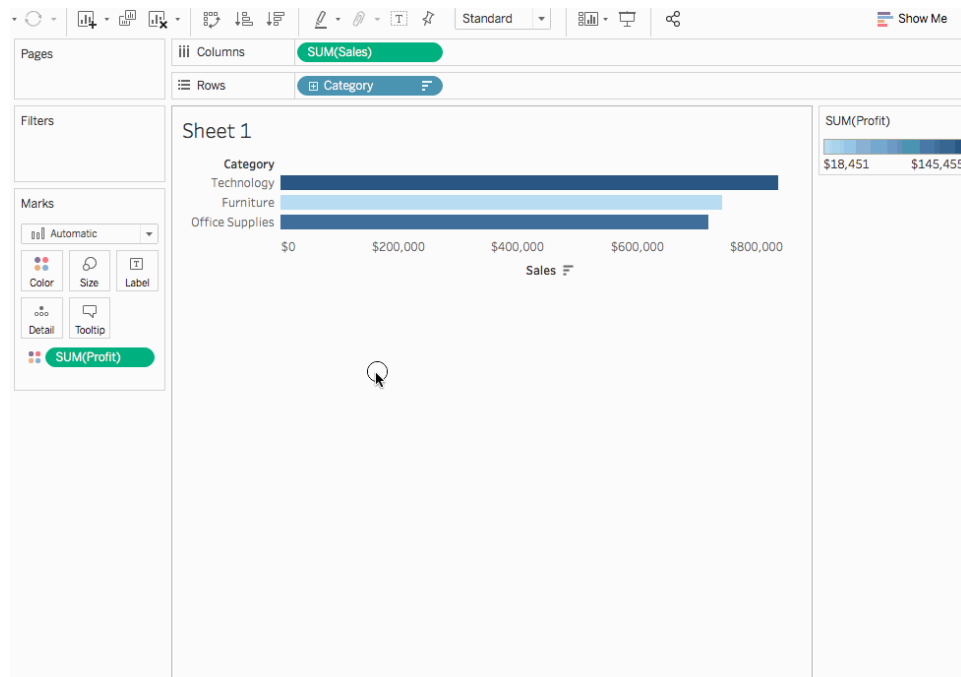 Standard
Show Me
Pages
Columns
SUM(Sales)
Rows
Category
Filters
Marks
Automatic
Color
Size
Label
Detail
Tooltip
SUM(Profit)
Sheet 1
Category
Technology
Furniture
Office Supplies
$0 $200,000 $400,000 $600,000 $800,000
Sales
SUM(Profit)
$18,451 $145,455